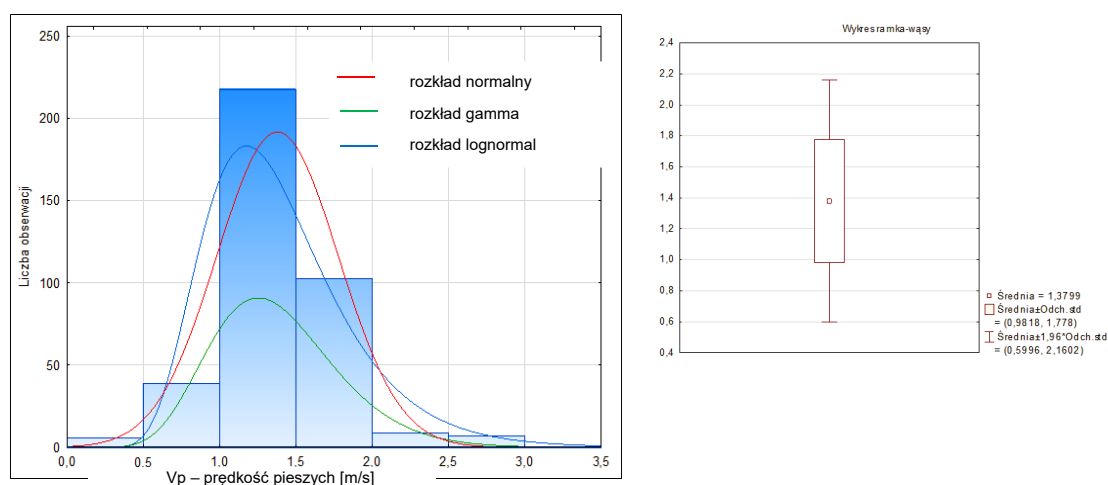 250
200
150
100
50
0
Liczba obserwacji
rozkład normalny
rozkład gamma
rozkład lognormal
0,0 0.5 1.0 1.5 2.0 2,5 3,0 3,5
Vp – prędkość pieszych [m/s]
Wykres ramka-wąsy
2,4
2,2
2,0
1,8
1,6
1,4
1,2
1,0
0,8
0,6
0,4
Średnia = 1,3799
Średnia±Odch.std
= (0,9818, 1,778)
Średnia±1,96*Odch.std
= (0,5996, 2,1602)